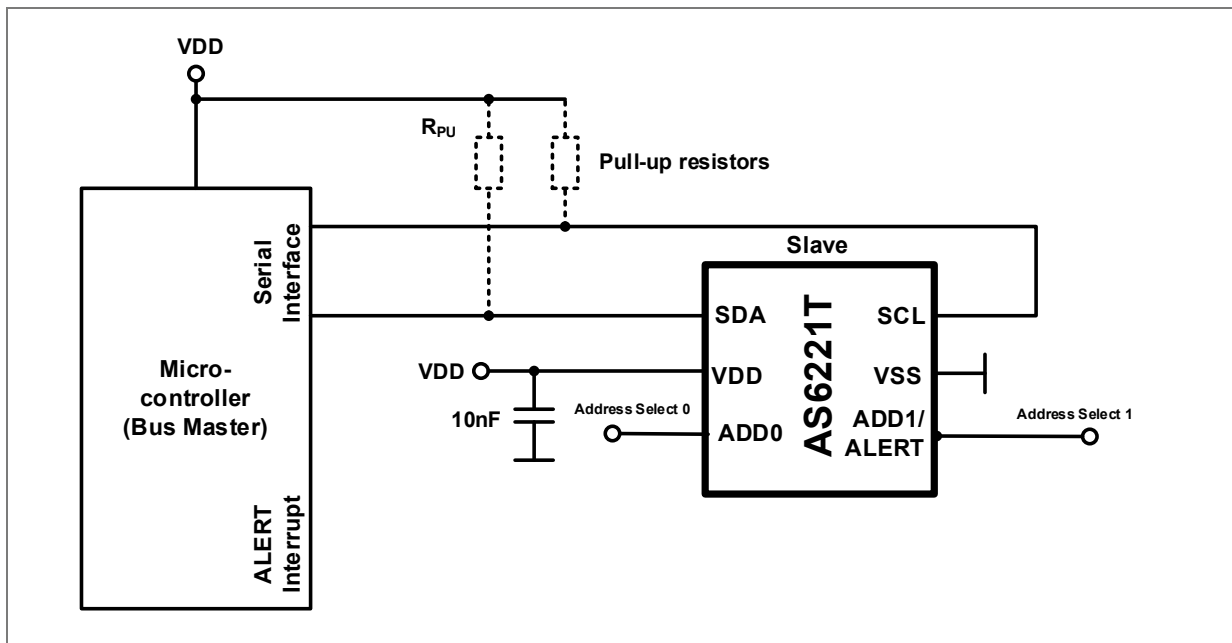 VDD
R_PU
Pull-up resistors
Serial
Interface
Slave
SDA
SCL
AS6221T
Micro-
controller
(Bus Master)
VDD
VDD
VSS
10nF
Address Select 0
ADD0
ADD1/
ALERT
Address Select 1
ALERT
Interrupt